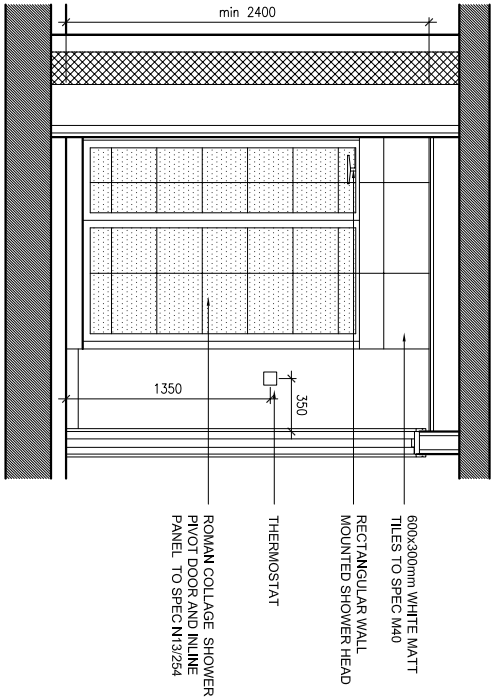 min 2400
1350
350
600x300mm WHITE MATT
TILES TO SPEC M40
RECTANGULAR WALL
MOUNTED SHOWER HEAD
THERMOSTAT
ROMAN COLLAGE SHOWER
PIVOT DOOR AND INLINE
PANEL TO SPEC N13/254